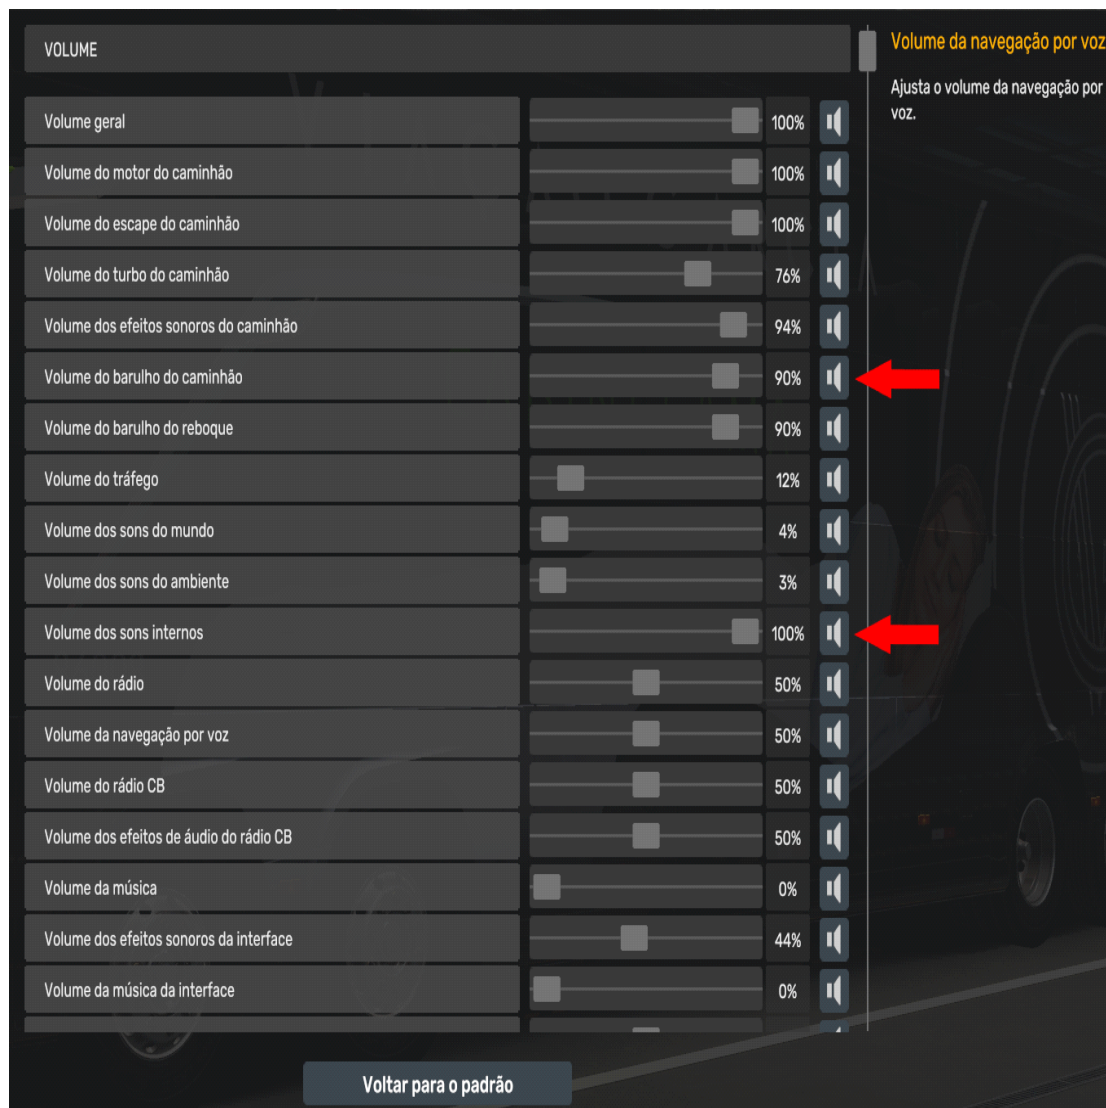 VOLUME
Volume geral 100%
Volume do motor do caminhão 100%
Volume do escape do caminhão 100%
Volume do turbo do caminhão 76%
Volume dos efeitos sonoros do caminhão 94%
Volume do barulho do caminhão 90%
Volume do barulho do reboque 90%
Volume do tráfego 12%
Volume dos sons do mundo 4%
Volume dos sons do ambiente 3%
Volume dos sons internos 100%
Volume do rádio 50%
Volume da navegação por voz 50%
Volume do rádio CB 50%
Volume dos efeitos de áudio do rádio CB 50%
Volume da música 0%
Volume dos efeitos sonoros da interface 44%
Volume da música da interface 0%
Voltar para o padrão
Volume da navegação por voz
Ajusta o volume da navegação por
voz.